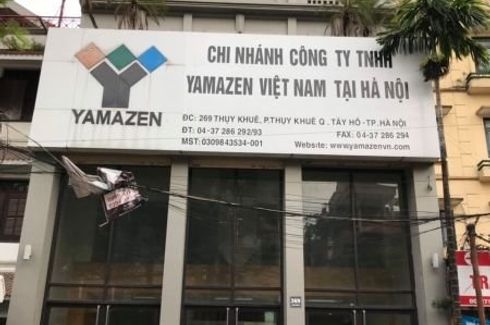 CHI NHÁNH CÔNG TY TNHH
YAMAZEN VIỆT NAM TẠI HÀ NỘI
YAMAZEN
ĐC: 269 THỤY KHUÊ, P.THỤY KHUÊ Q. TÂY HỒ-TP.HÀ NỘI
ĐT: 04-37 286 292/93 FAX: 04-37 286 294
MST:0309843534-001 Website: www.yamazenvn.com
269
TR